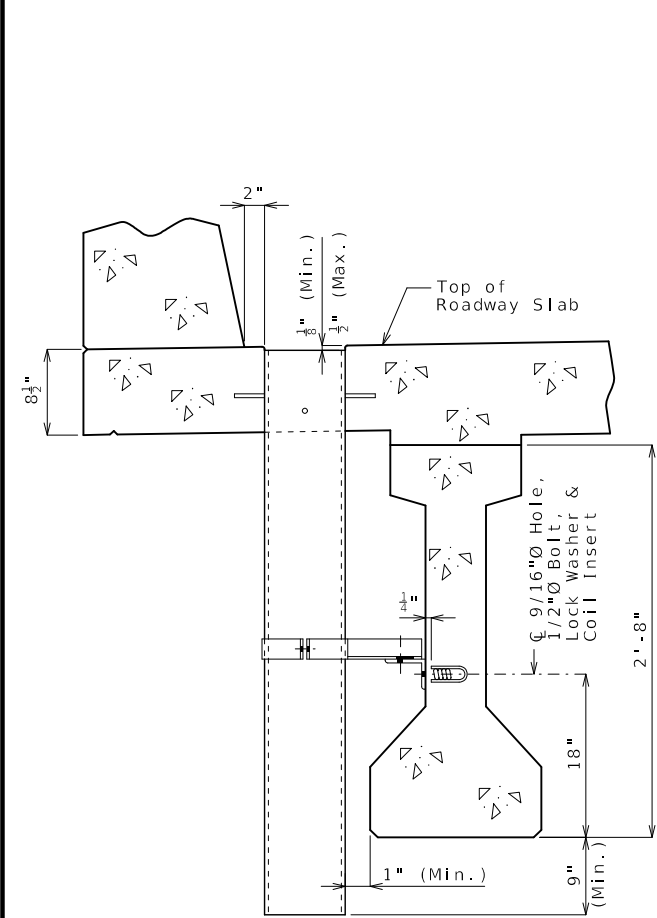 2"
1/8" (Min.)
1/2" (Max.)
Top of
Roadway Slab
8 1/2"
℄ 9/16"Ø Hole,
1/2"Ø Bolt,
Lock Washer &
Coil Insert
1/4"
2'-8"
18"
1" (Min.)
9"
(Min.)